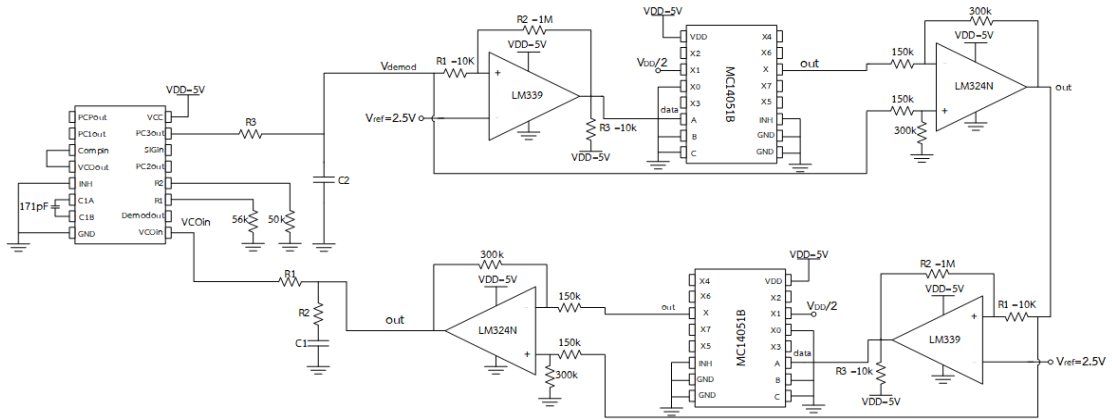 VDD=5V
PCPout
VCC
PC1out
PC3out
Compin
SIGin
VCOout
PC2out
INH
R2
C1A
R1
C1B
Demodout
GND
VCOin
171pF
56k
50k
VCOin
R3
C2
Vdemod
R1 =10K
R2 =1M
VDD=5V
+
LM339
Vref=2.5V
R3 =10k
VDD=5V
VDD=5V
VDD/2
data
VDD
X4
X2
X6
X1
X
X0
X7
X3
X5
A
INH
B
GND
C
GND
MC14051B
out
150k
300k
VDD=5V
LM324N
+
150k
300k
out
R1
R2
C1
out
300k
VDD=5V
LM324N
+
150k
150k
300k
out
X4
VDD
X6
X2
X
X1
X7
X0
X5
X3
INH
A
GND
B
GND
C
MC14051B
VDD=5V
VDD/2
data
R2 =1M
VDD=5V
R1 =10K
+
LM339
R3 =10k
VDD=5V
Vref=2.5V